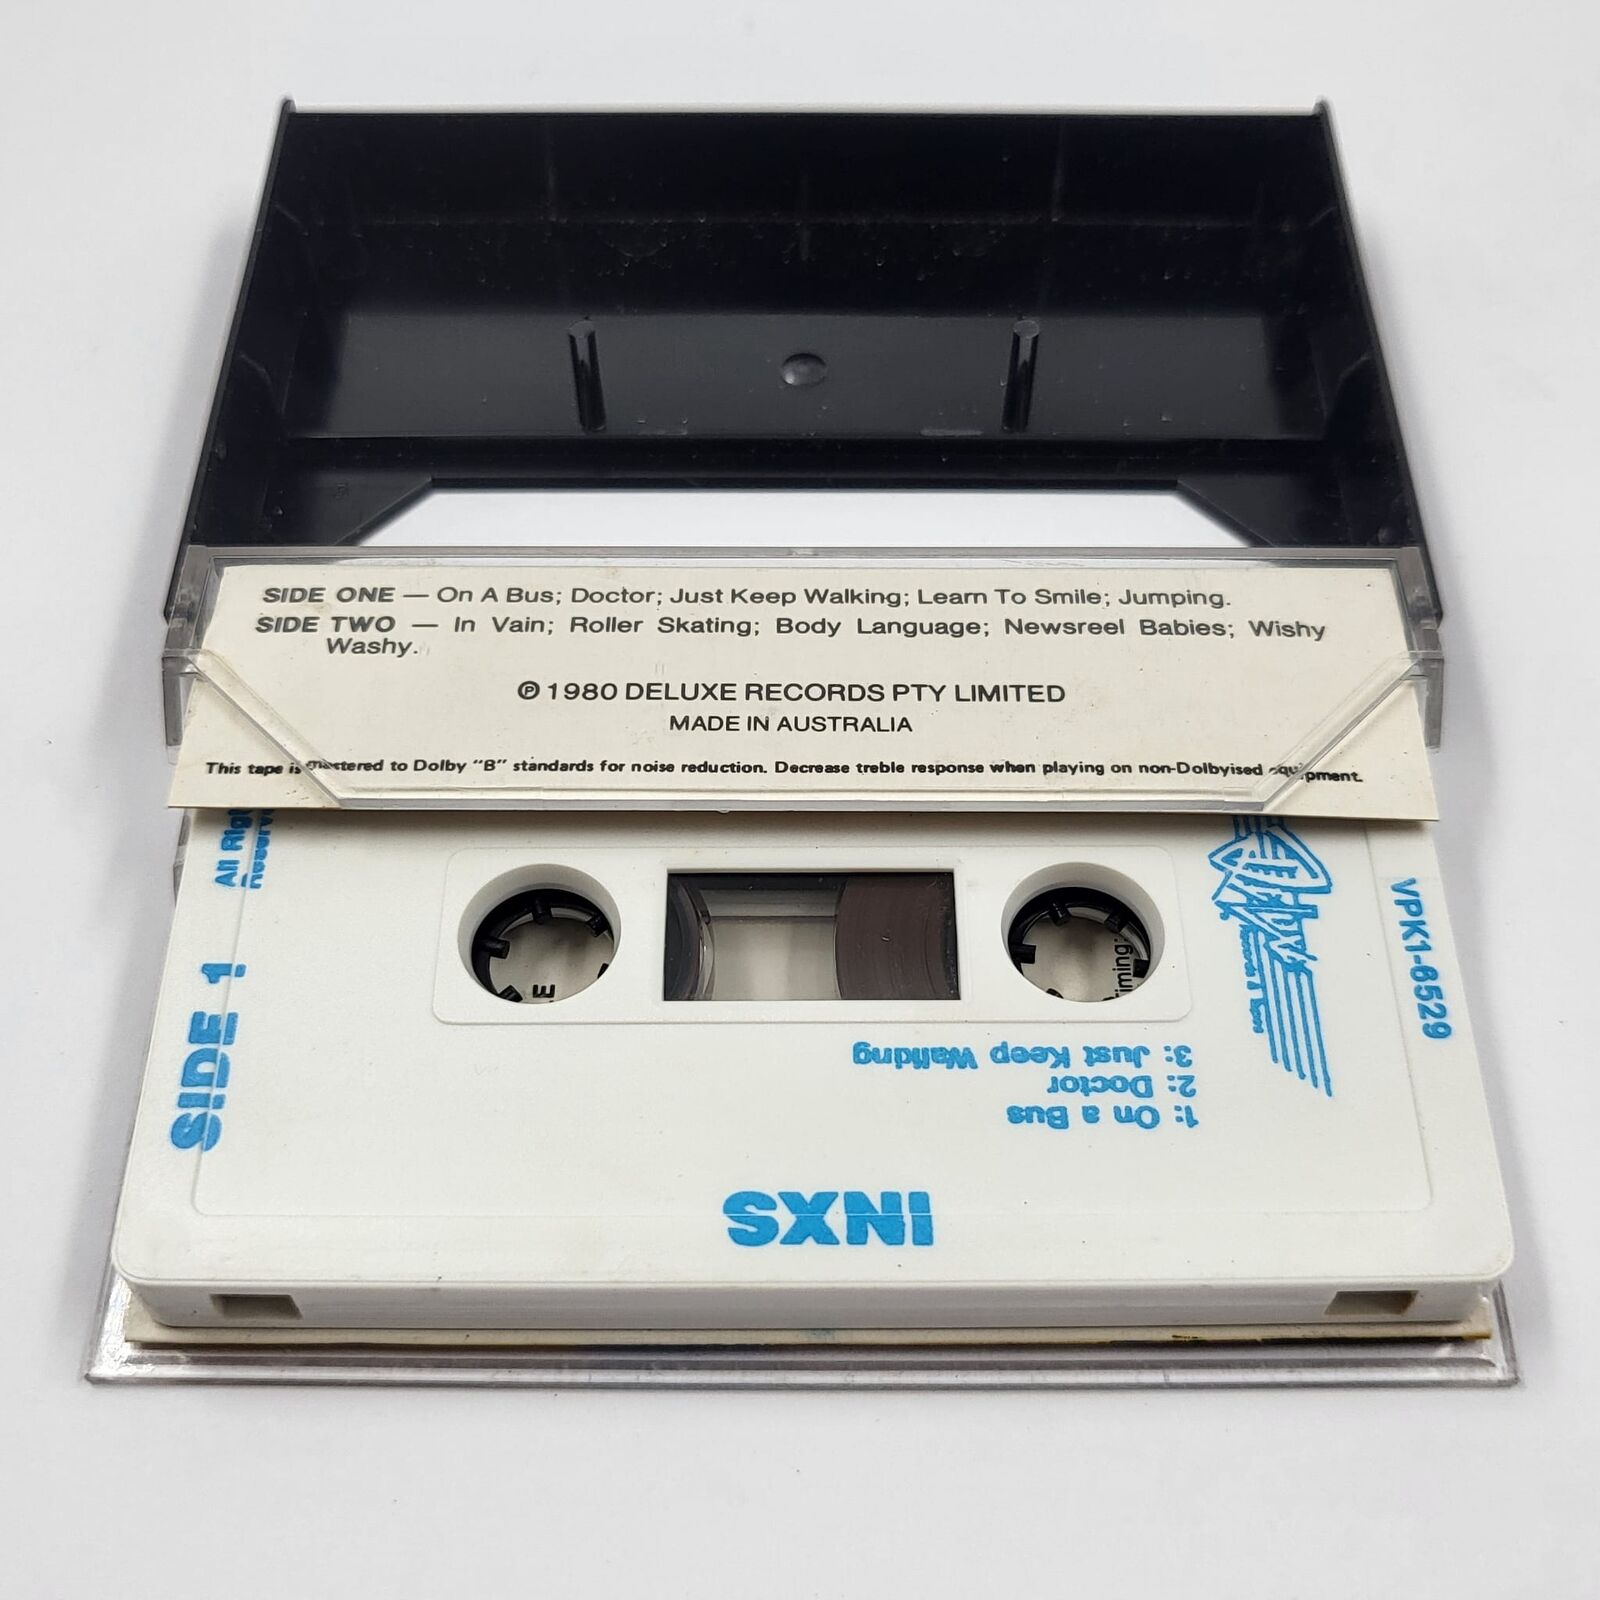 SIDE ONE — On A Bus; Doctor; Just Keep Walking; Learn To Smile; Jumping.
SIDE TWO — In Vain; Roller Skating; Body Language; Newsreel Babies; Wishy
Washy.
℗ 1980 DELUXE RECORDS PTY LIMITED
MADE IN AUSTRALIA
This tape is mastered to Dolby "B" standards for noise reduction. Decrease treble response when playing on non-Dolbyised equipment.
All
SIDE 1
Records & Tapes
VPK1-6529
INXS
1: On a Bus
2: Doctor
3: Just Keep Walking